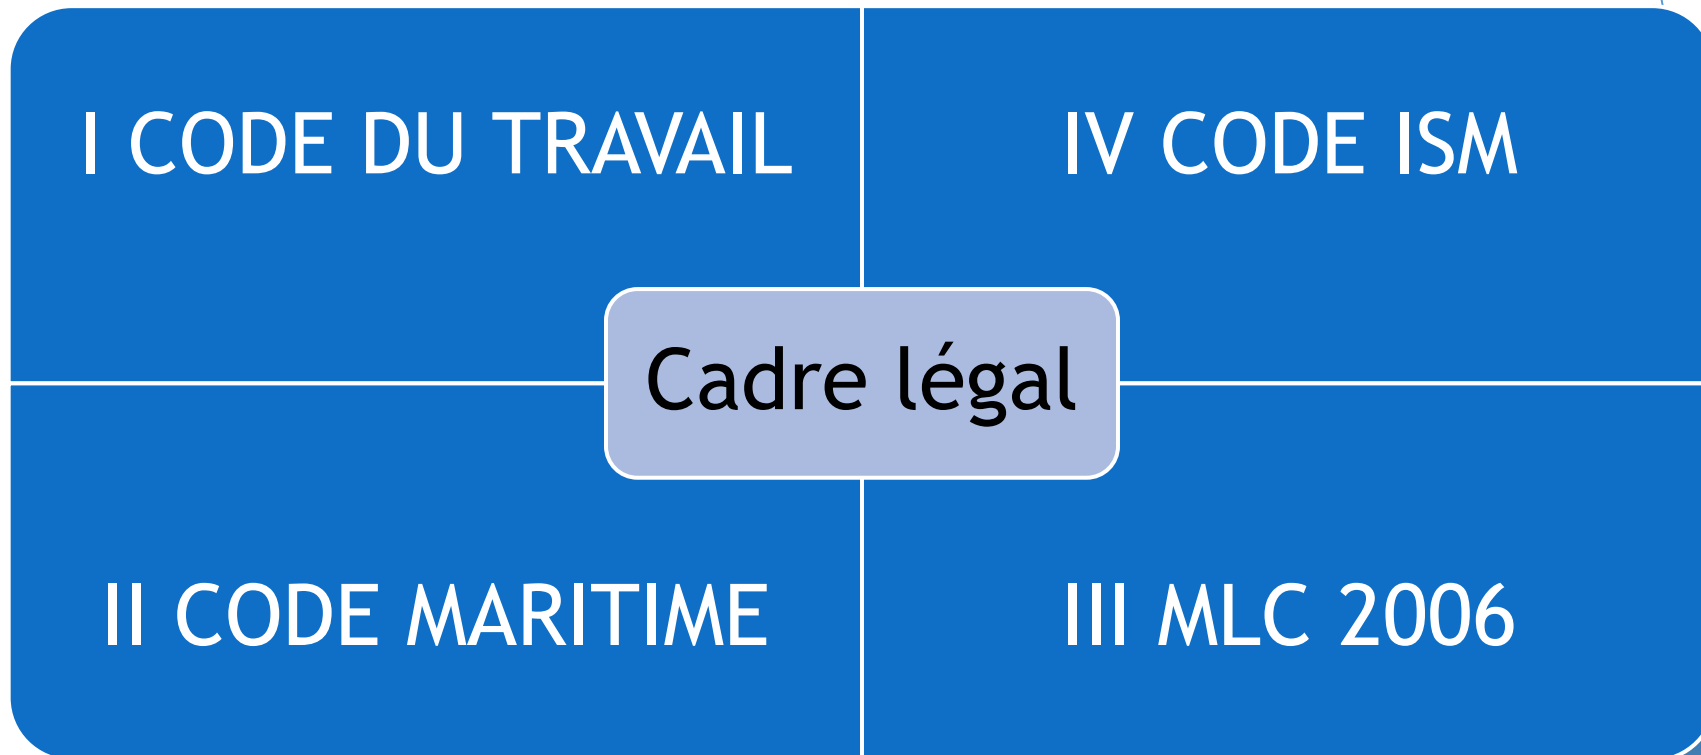 I CODE DU TRAVAIL
IV CODE ISM
Cadre légal
II CODE MARITIME
III MLC 2006